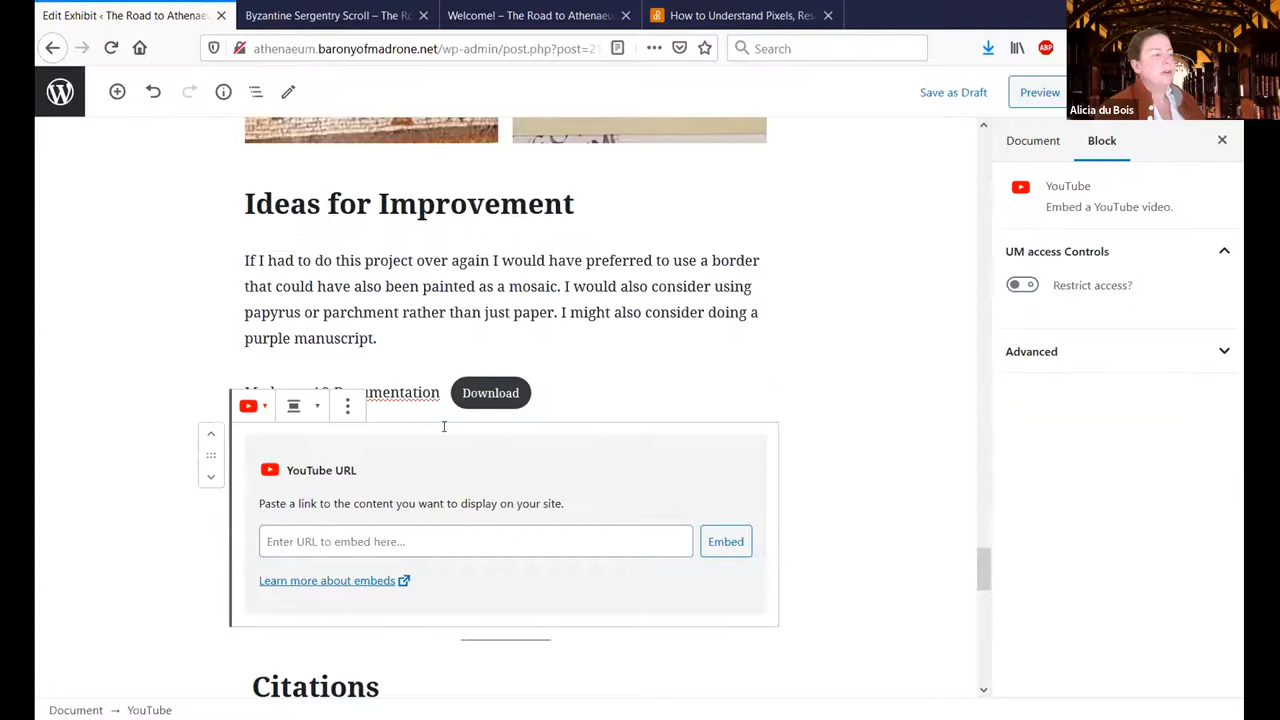 Edit Exhibit ‹ The Road to Athenaeu
Byzantine Sergentry Scroll – The R
Welcome! – The Road to Athenaeu
How to Understand Pixels, Res
athenaeum.baronyofmadrone.net/wp-admin/post.php?post=21
Search
ABP
Alicia du Bois
Save as Draft
Preview
Document
Block
YouTube
Embed a YouTube video.
UM access Controls
Restrict access?
Advanced
Ideas for Improvement
If I had to do this project over again I would have preferred to use a border
that could have also been painted as a mosaic. I would also consider using
papyrus or parchment rather than just paper. I might also consider doing a
purple manuscript.
Download
YouTube URL
Paste a link to the content you want to display on your site.
Enter URL to embed here...
Embed
Learn more about embeds
Citations
Document → YouTube